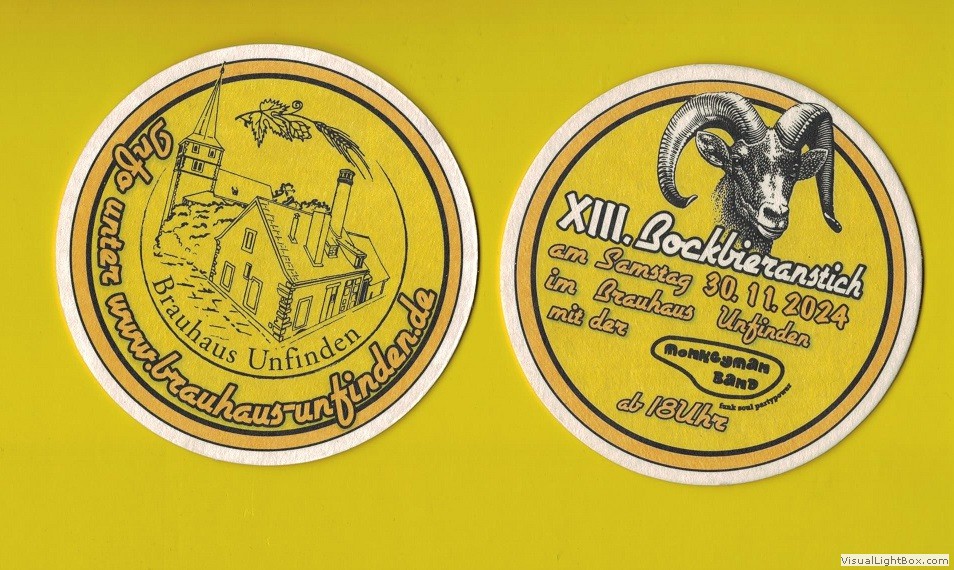 Info unter www.brauhaus-unfinden.de
Brauhaus Unfinden
XIII. Bockbieranstich
am Samstag 30.11.2024
im Brauhaus Unfinden
mit der
MONKEYMAN
BAND
funk soul partypower
ab 18Uhr
VisualLightBox.com